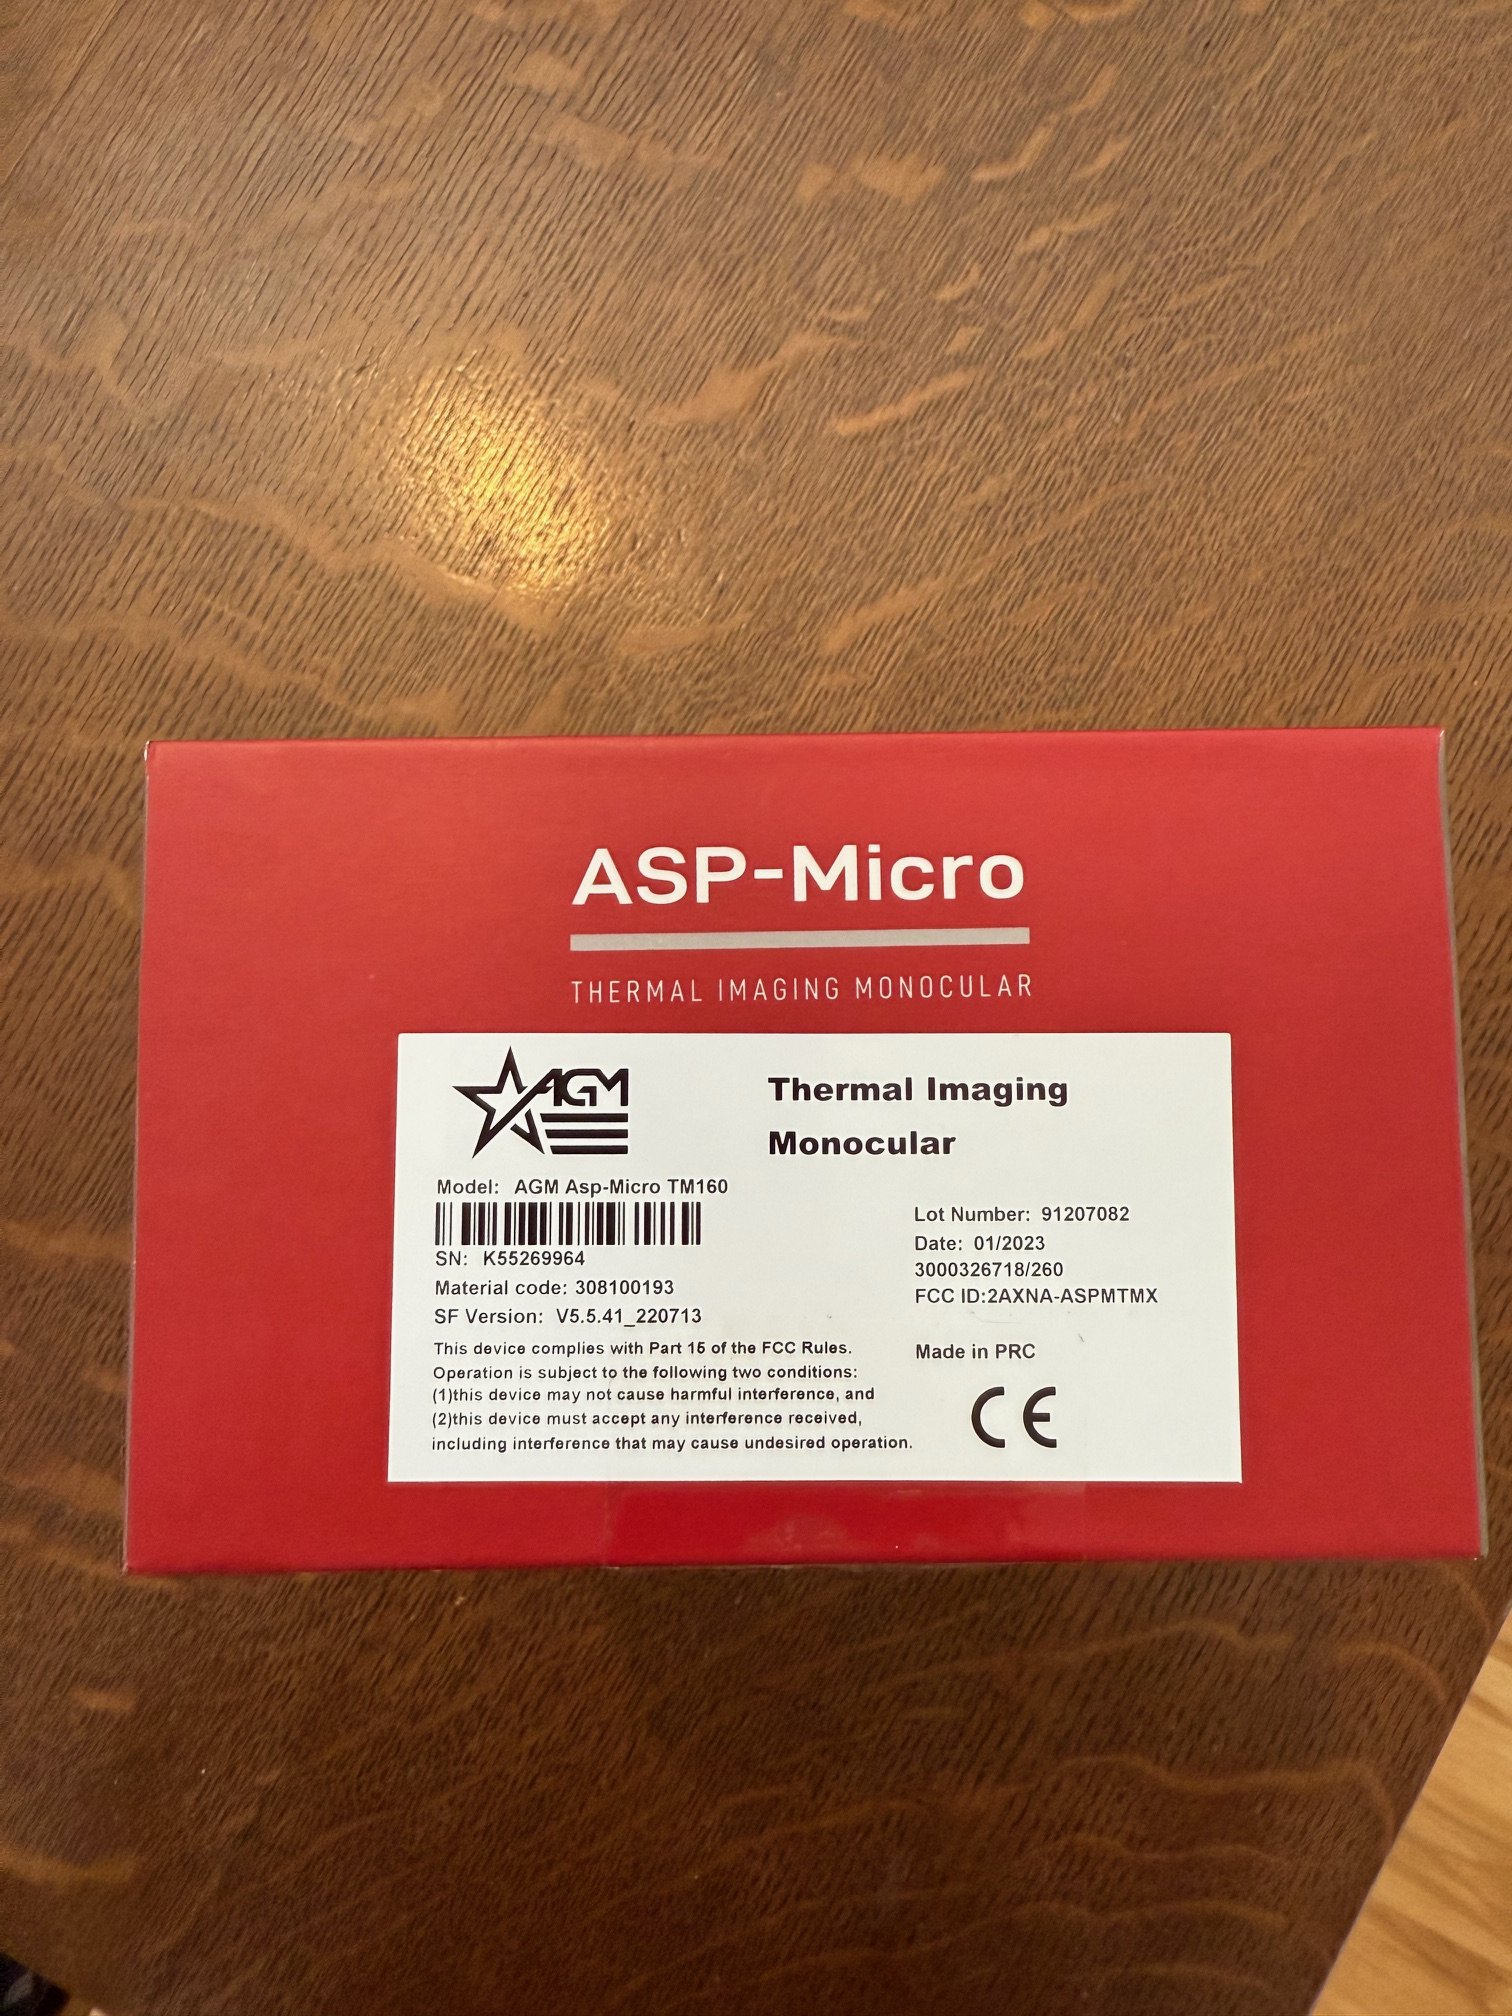 ASP-Micro
THERMAL IMAGING MONOCULAR
AGM
Thermal Imaging
Monocular
Model: AGM Asp-Micro TM160
SN: K55269964
Material code: 308100193
SF Version: V5.5.41_220713
Lot Number: 91207082
Date: 01/2023
3000326718/260
FCC ID:2AXNA-ASPMTMX
This device complies with Part 15 of the FCC Rules.
Operation is subject to the following two conditions:
(1)this device may not cause harmful interference, and
(2)this device must accept any interference received,
including interference that may cause undesired operation.
Made in PRC
CE